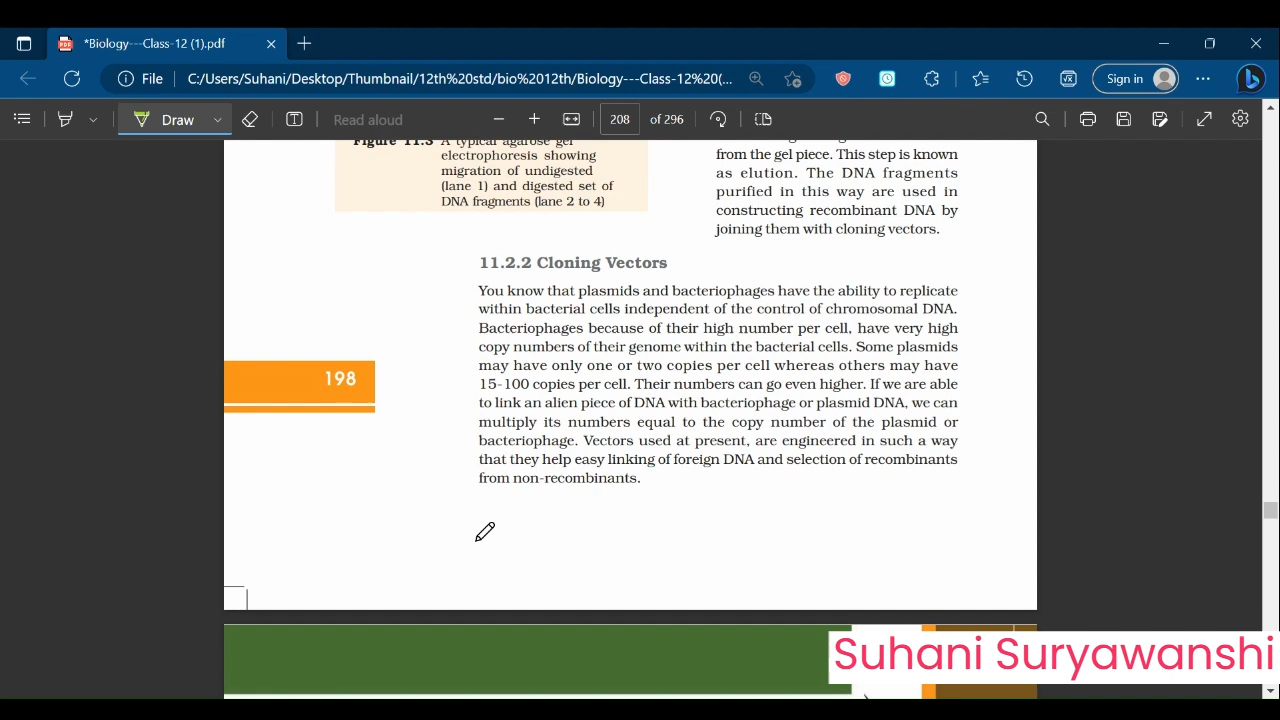 *Biology---Class-12 (1).pdf
File
C:/Users/Suhani/Desktop/Thumbnail/12th%20std/bio%2012th/Biology---Class-12%20(...
Sign in
Draw
Read aloud
208 of 296
Figure 11.3 A typical agarose gel
electrophoresis showing
migration of undigested
(lane 1) and digested set of
DNA fragments (lane 2 to 4)
from the gel piece. This step is known
as elution. The DNA fragments
purified in this way are used in
constructing recombinant DNA by
joining them with cloning vectors.
11.2.2 Cloning Vectors
You know that plasmids and bacteriophages have the ability to replicate
within bacterial cells independent of the control of chromosomal DNA.
Bacteriophages because of their high number per cell, have very high
copy numbers of their genome within the bacterial cells. Some plasmids
may have only one or two copies per cell whereas others may have
15-100 copies per cell. Their numbers can go even higher. If we are able
to link an alien piece of DNA with bacteriophage or plasmid DNA, we can
multiply its numbers equal to the copy number of the plasmid or
bacteriophage. Vectors used at present, are engineered in such a way
that they help easy linking of foreign DNA and selection of recombinants
from non-recombinants.
198
Suhani Suryawanshi